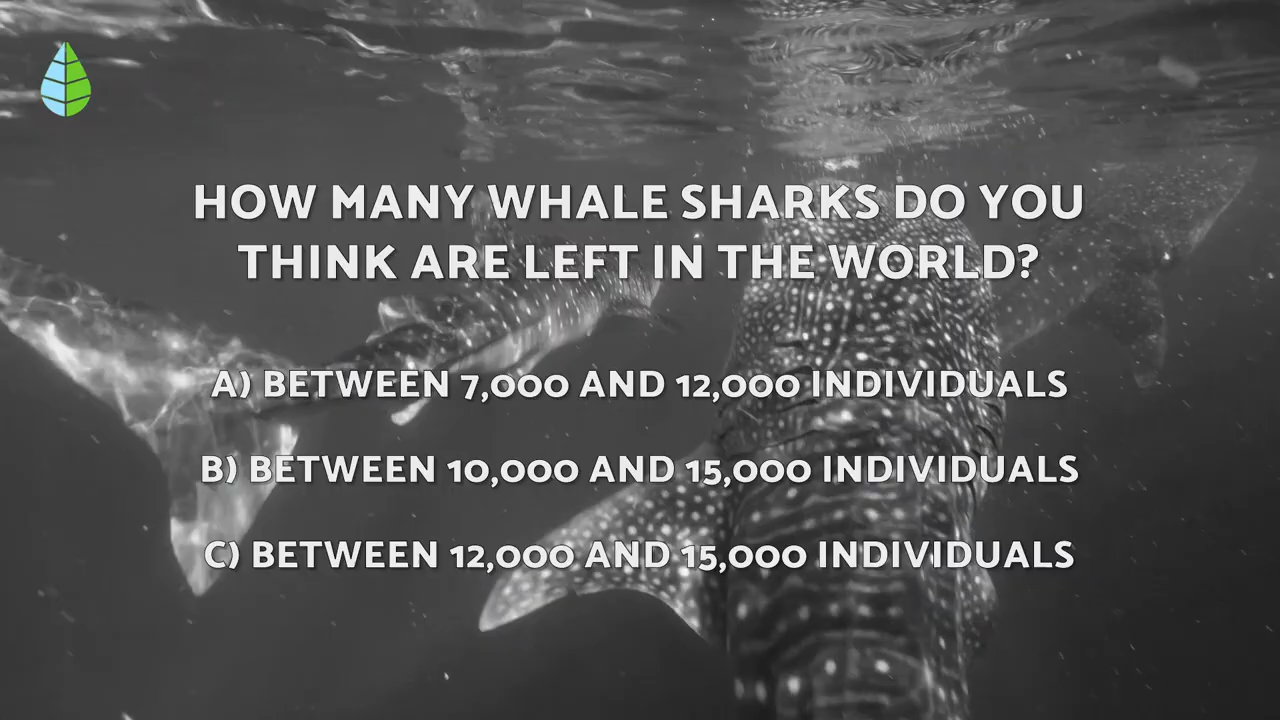 HOW MANY WHALE SHARKS DO YOU
THINK ARE LEFT IN THE WORLD?
A) BETWEEN 7,000 AND 12,000 INDIVIDUALS
B) BETWEEN 10,000 AND 15,000 INDIVIDUALS
C) BETWEEN 12,000 AND 15,000 INDIVIDUALS